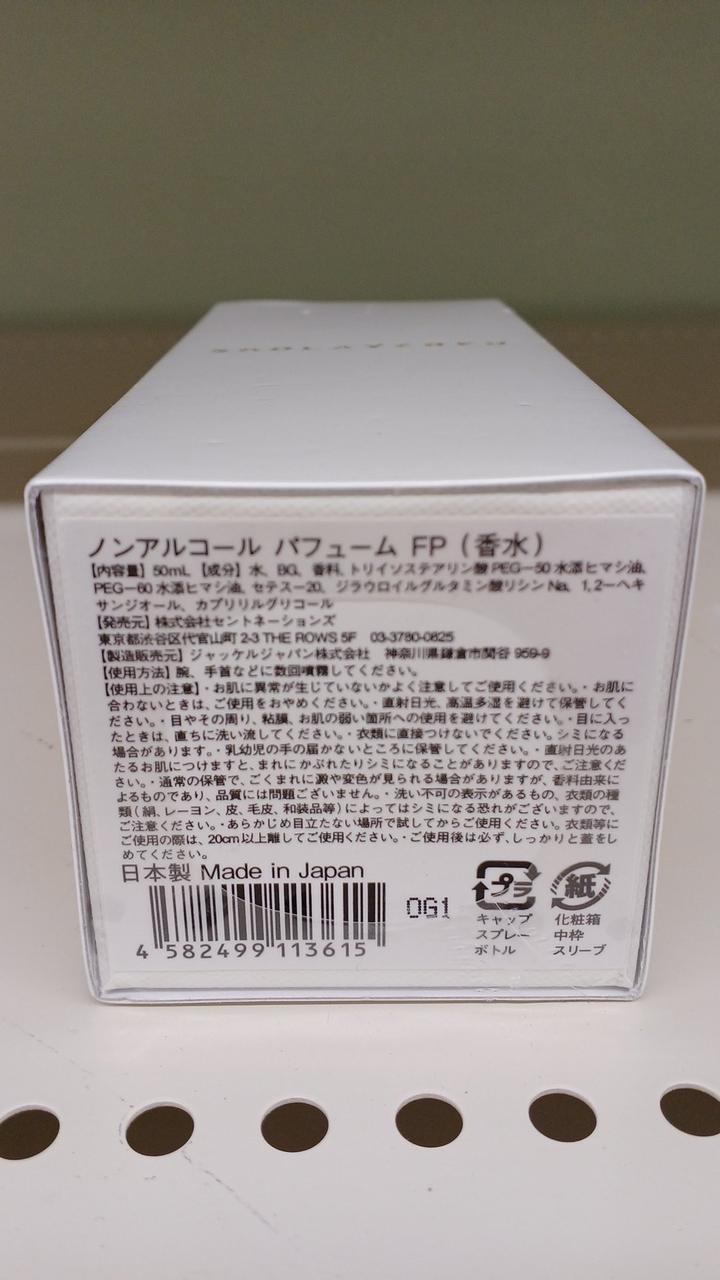 ノンアルコール パフューム FP(香水)
【内容量】50mL【成分】水、BG、香料、トリイソステアリン酸PEG-50水添ヒマシ油、
PEG-60水添ヒマシ油、セテス-20、ジラウロイルグルタミン酸リシンNa、1,2-ヘキ
サンジオール、カプリリルグリコール
【発売元】株式会社セントネーションズ
東京都渋谷区代官山町2-3 THE ROWS 5F 03-3780-0825
【製造販売元】ジャッケルジャパン株式会社 神奈川県鎌倉市関谷959-9
【使用方法】腕、手首などに数回噴霧してください。
【使用上の注意】・お肌に異常が生じていないかよく注意してご使用ください。・お肌に
合わないときは、ご使用をおやめください。・直射日光、高温多湿を避けて保管してく
ださい。・目やその周り、粘膜、お肌の弱い箇所への使用を避けてください。・目に入っ
たときは、直ちに洗い流してください。・衣類に直接つけないでください。シミになる
場合があります。・乳幼児の手の届かないところに保管してください。・直射日光のあ
たるお肌につけますと、まれにかぶれたりシミになることがありますので、ご注意くだ
さい。・通常の保管で、ごくまれに澱や変色が見られる場合がありますが、香料由来に
よるものであり、品質には問題ございません。・洗い不可の表示があるもの、衣類の種
類(絹、レーヨン、皮、毛皮、和装品等)によってはシミになる恐れがございますので、
ご注意ください。・あらかじめ目立たない場所で試してからご使用ください。衣類等に
ご使用の際は、20cm以上離してご使用ください。・ご使用後は必ず、しっかりと蓋をし
めてください。
日本製 Made in Japan
4 582499 113615
OG1
プラ
キャップ
スプレー
ボトル
紙
化粧箱
中枠
スリーブ